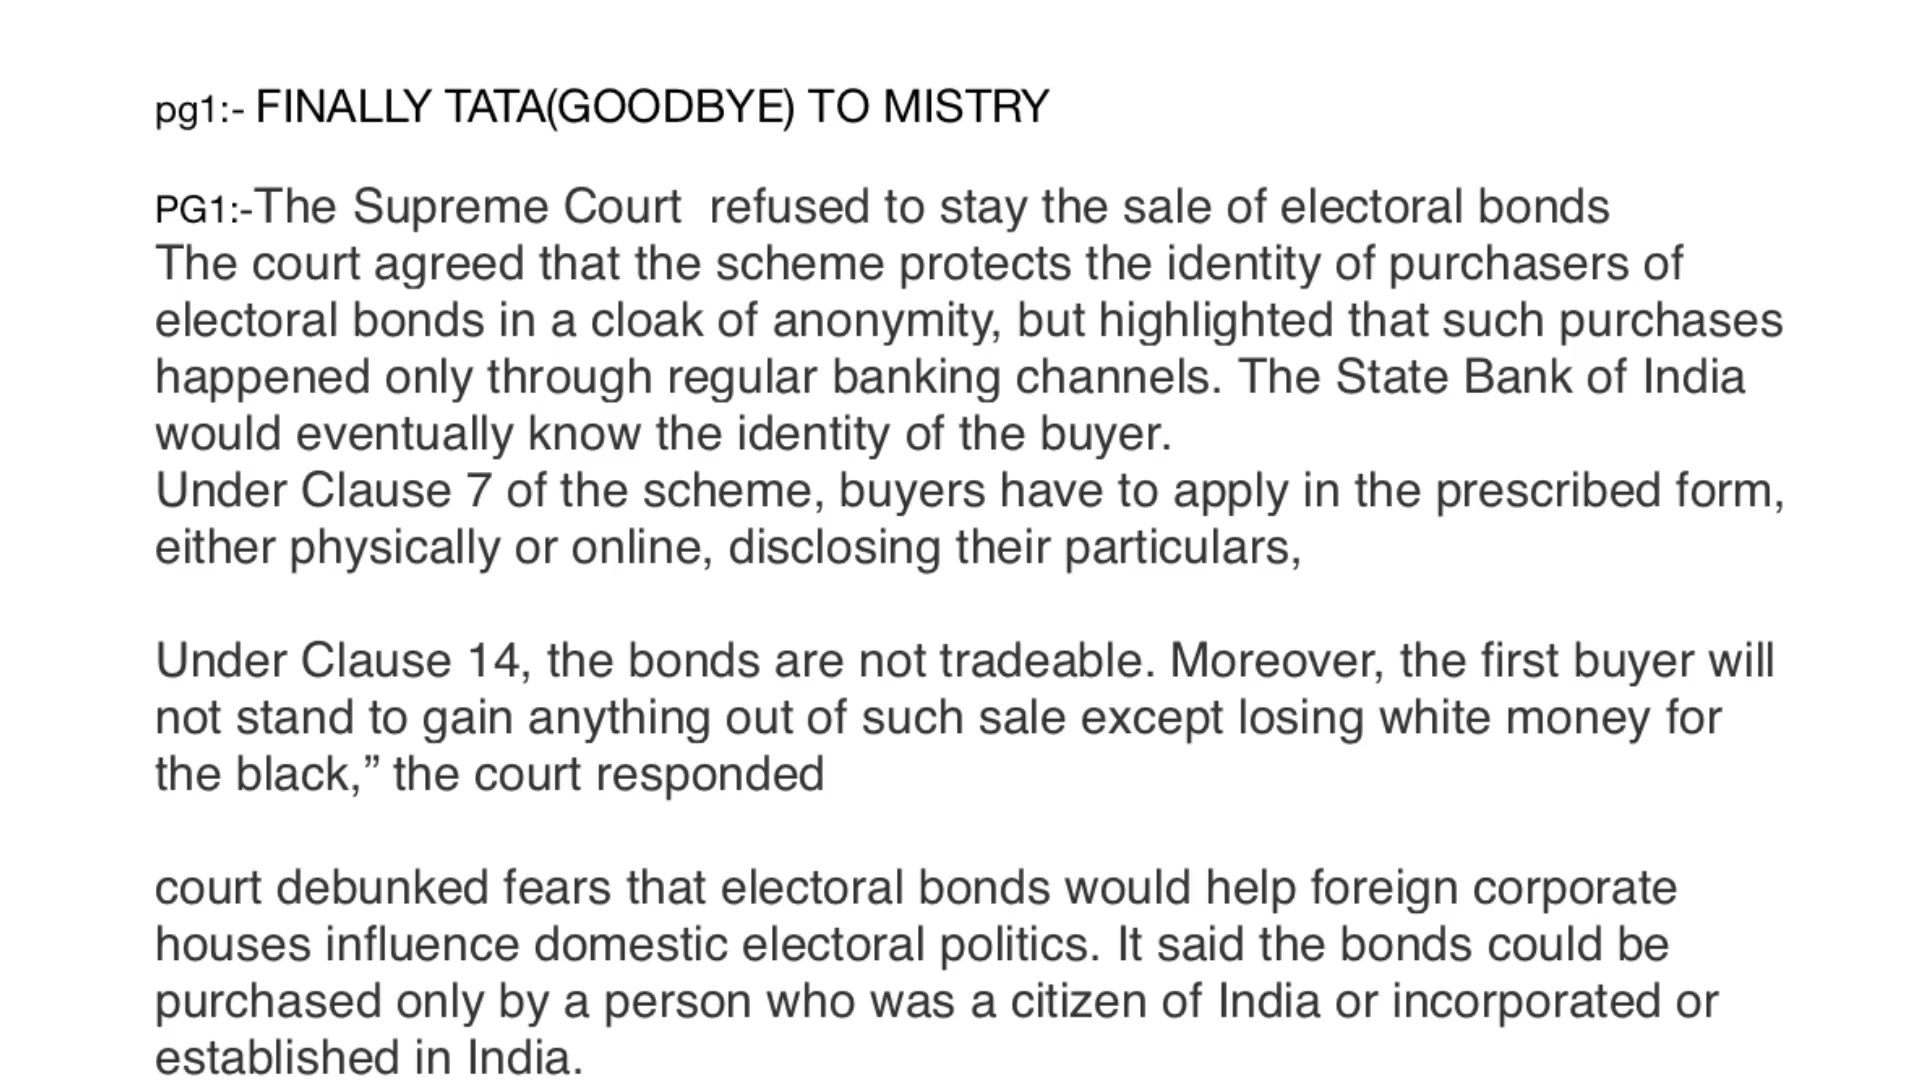 pg1:- FINALLY TATA(GOODBYE) TO MISTRY
PG1:-The Supreme Court  refused to stay the sale of electoral bonds
The court agreed that the scheme protects the identity of purchasers of
electoral bonds in a cloak of anonymity, but highlighted that such purchases
happened only through regular banking channels. The State Bank of India
would eventually know the identity of the buyer.
Under Clause 7 of the scheme, buyers have to apply in the prescribed form,
either physically or online, disclosing their particulars,
Under Clause 14, the bonds are not tradeable. Moreover, the first buyer will
not stand to gain anything out of such sale except losing white money for
the black,” the court responded
court debunked fears that electoral bonds would help foreign corporate
houses influence domestic electoral politics. It said the bonds could be
purchased only by a person who was a citizen of India or incorporated or
established in India.